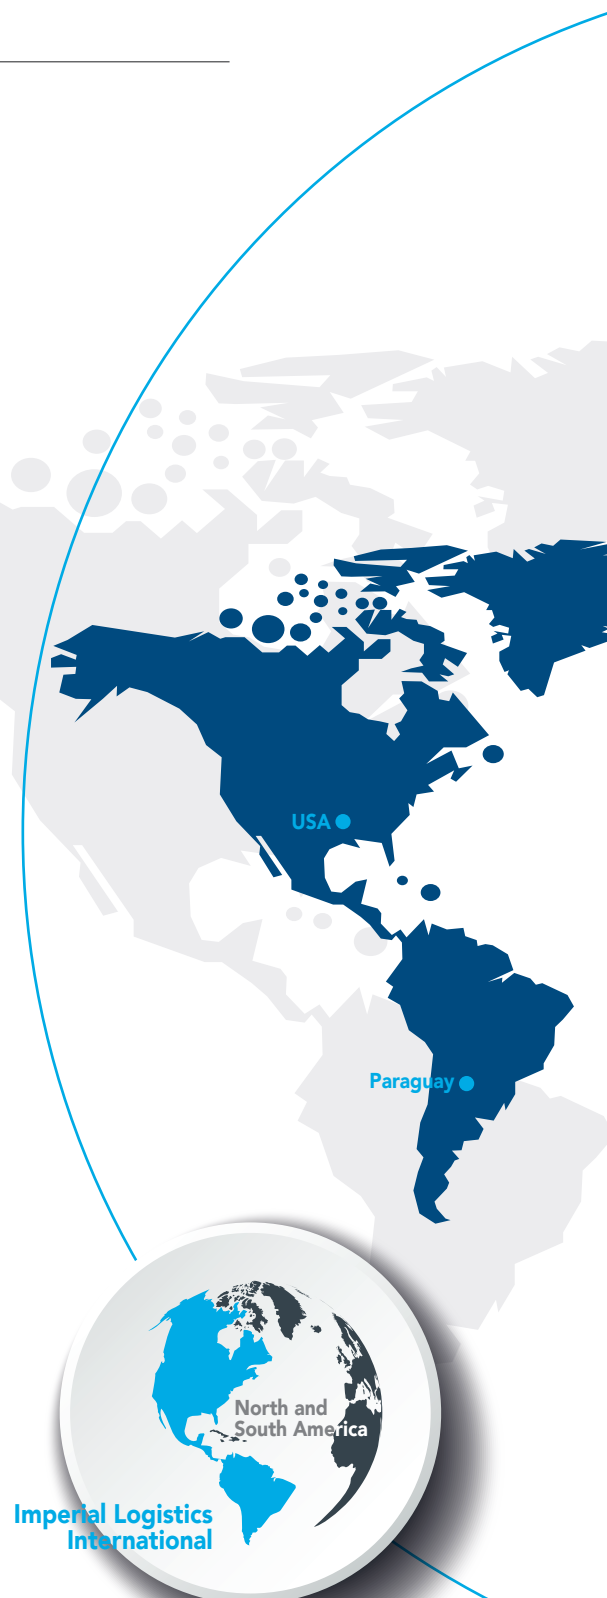 USA
Paraguay
North and
South America
Imperial Logistics
International